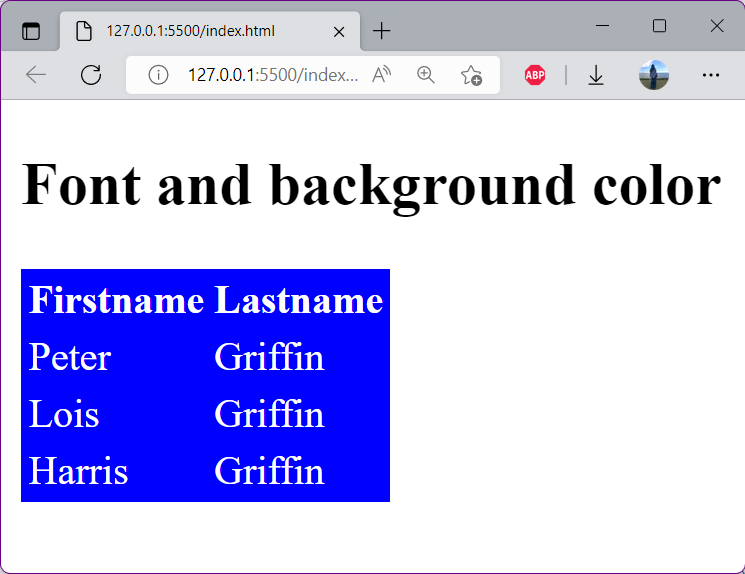 127.0.0.1:5500/index.html
127.0.0.1:5500/index... A
ABP
Font and background color
Firstname Lastname
Peter Griffin
Lois Griffin
Harris Griffin